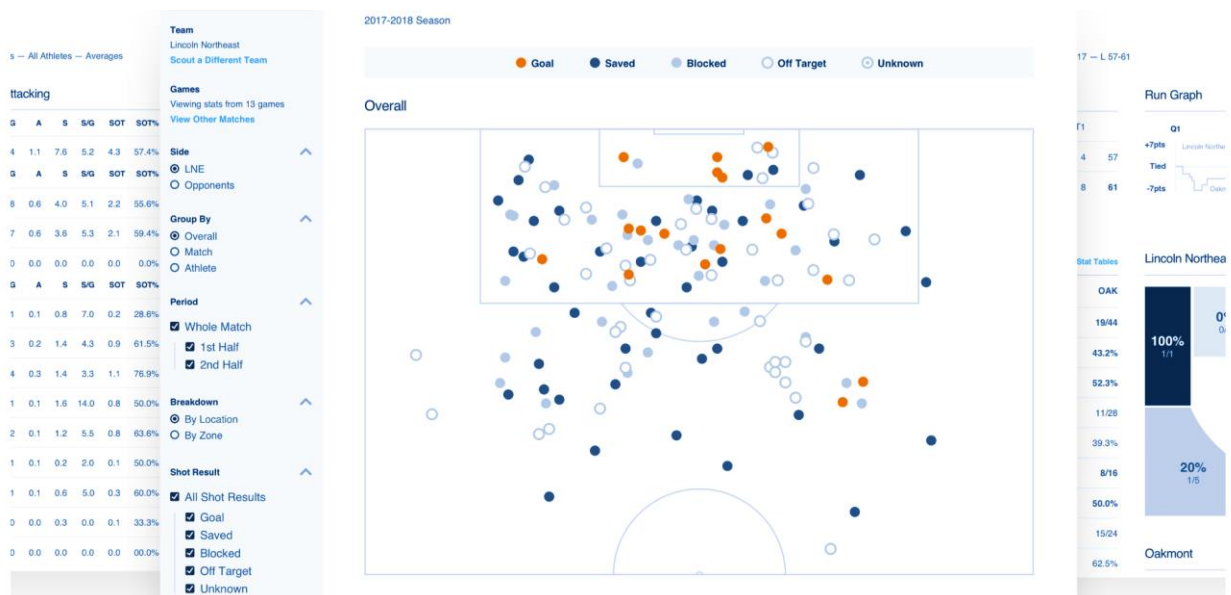 2017-2018 Season
Team
Lincoln Northeast
Scout a Different Team
Games
Viewing stats from 13 games
View Other Matches
Side
LNE
Opponents
Group By
Overall
Match
Athlete
Period
Whole Match
1st Half
2nd Half
Breakdown
By Location
By Zone
Shot Result
All Shot Results
Goal
Saved
Blocked
Off Target
Unknown
Goal Saved Blocked Off Target Unknown
Overall
s — All Athletes — Averages
ttacking
G A S S/G SOT SOT%
4 1.1 7.6 5.2 4.3 57.4%
G A S S/G SOT SOT%
8 0.6 4.0 5.1 2.2 55.6%
7 0.6 3.6 5.3 2.1 59.4%
0 0.0 0.0 0.0 0.0 0.0%
G A S S/G SOT SOT%
1 0.1 0.8 7.0 0.2 28.6%
3 0.2 1.4 4.3 0.9 61.5%
4 0.3 1.4 3.3 1.1 76.9%
1 0.1 1.6 14.0 0.8 50.0%
2 0.1 1.2 5.5 0.8 63.6%
1 0.1 0.2 2.0 0.1 50.0%
1 0.1 0.6 5.0 0.3 60.0%
0 0.0 0.3 0.0 0.1 33.3%
0 0.0 0.0 0.0 0.0 00.0%
17 — L 57-61
T1
4 57
8 61
Stat Tables
OAK
19/44
43.2%
52.3%
11/28
39.3%
8/16
50.0%
15/24
62.5%
Run Graph
Q1
+7pts
Lincoln Northe
Tied
-7pts
Oakm
Lincoln Northea
100%
1/1
0%
20%
1/5
Oakmont